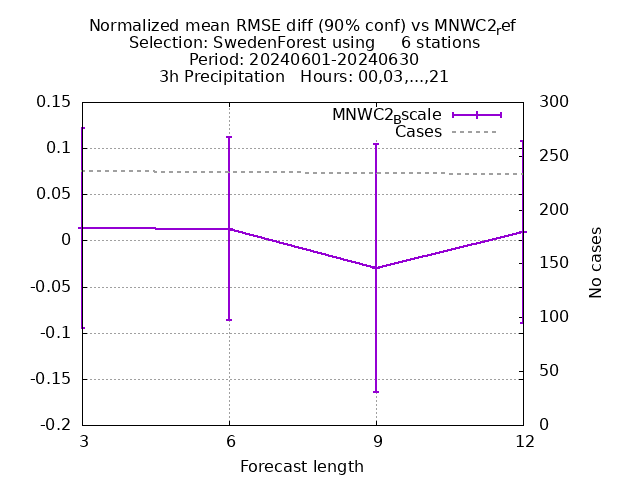 Normalized mean RMSE diff (90% conf) vs MNWC2ref
Selection: SwedenForest using     6 stations
Period: 20240601-20240630
3h Precipitation   Hours: 00,03,...,21
MNWC2Bscale
Cases
0.15
0.1
0.05
0
-0.05
-0.1
-0.15
-0.2
300
250
200
150
100
50
0
No cases
3
6
9
12
Forecast length